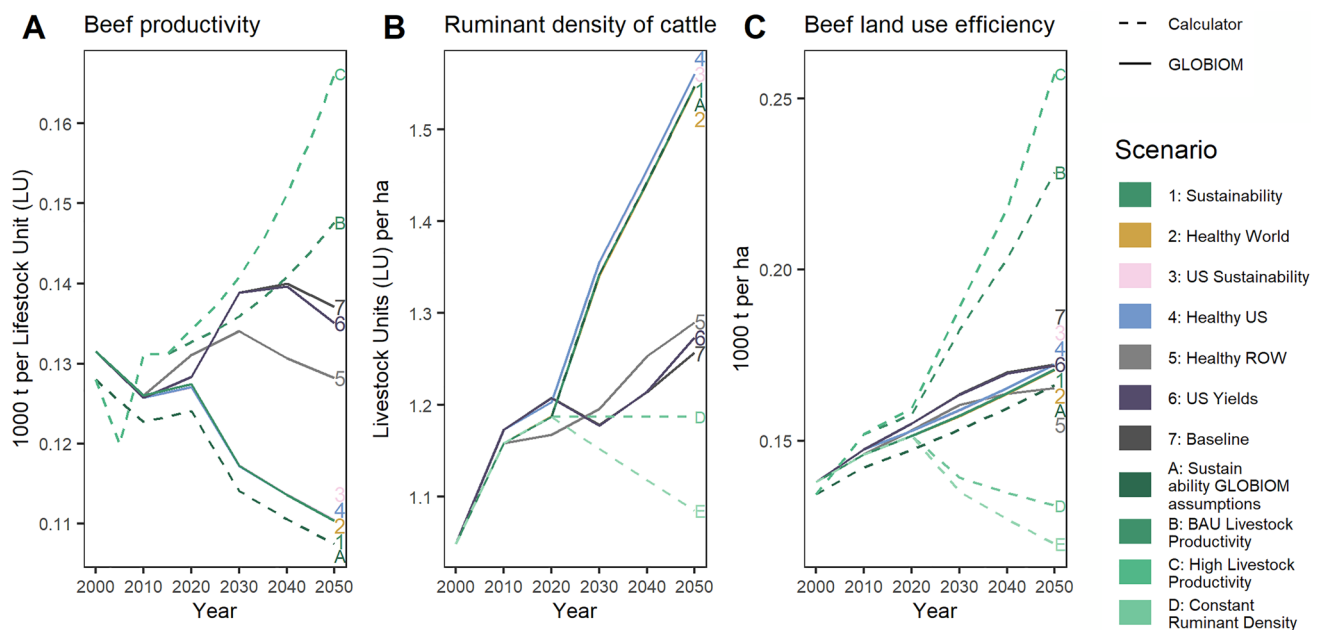 A Beef productivity
1000 t per Lifestock Unit (LU)
0.16
0.15
0.14
0.13
0.12
0.11
C
B
7
6
5
3
4
2
1
A
2000 2010 2020 2030 2040 2050
Year
B Ruminant density of cattle
Livestock Units (LU) per ha
1.5
1.4
1.3
1.2
1.1
4
3
1
A
2
5
6
7
D
E
2000 2010 2020 2030 2040 2050
Year
C Beef land use efficiency
1000 t per ha
0.25
0.20
0.15
C
B
7
3
4
6
1
2
A
5
D
E
2000 2010 2020 2030 2040 2050
Year
Calculator
GLOBIOM
Scenario
1: Sustainability
2: Healthy World
3: US Sustainability
4: Healthy US
5: Healthy ROW
6: US Yields
7: Baseline
A: Sustain
ability GLOBIOM
assumptions
B: BAU Livestock
Productivity
C: High Livestock
Productivity
D: Constant
Ruminant Density